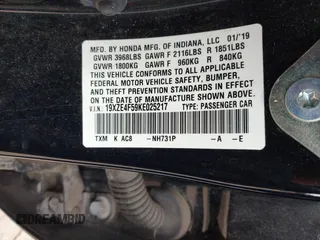 MFD. BY HONDA MFG. OF INDIANA, LLC 01/'19
GVWR 3968LBS GAWR F 2116LBS R 1851LBS
GVWR 1800KG GAWR F 960KG R 840KG
THIS VEHICLE CONFORMS TO ALL APPLICABLE
FEDERAL MOTOR VEHICLE SAFETY, BUMPER,
AND THEFT PREVENTION STANDARDS IN EFFECT
ON THE DATE OF MANUFACTURE SHOWN ABOVE.
V.I.N: 19XZE4F59KE025217 TYPE: PASSENGER CAR
TXM K AC8 -NH731P -A -E
DREAMBID